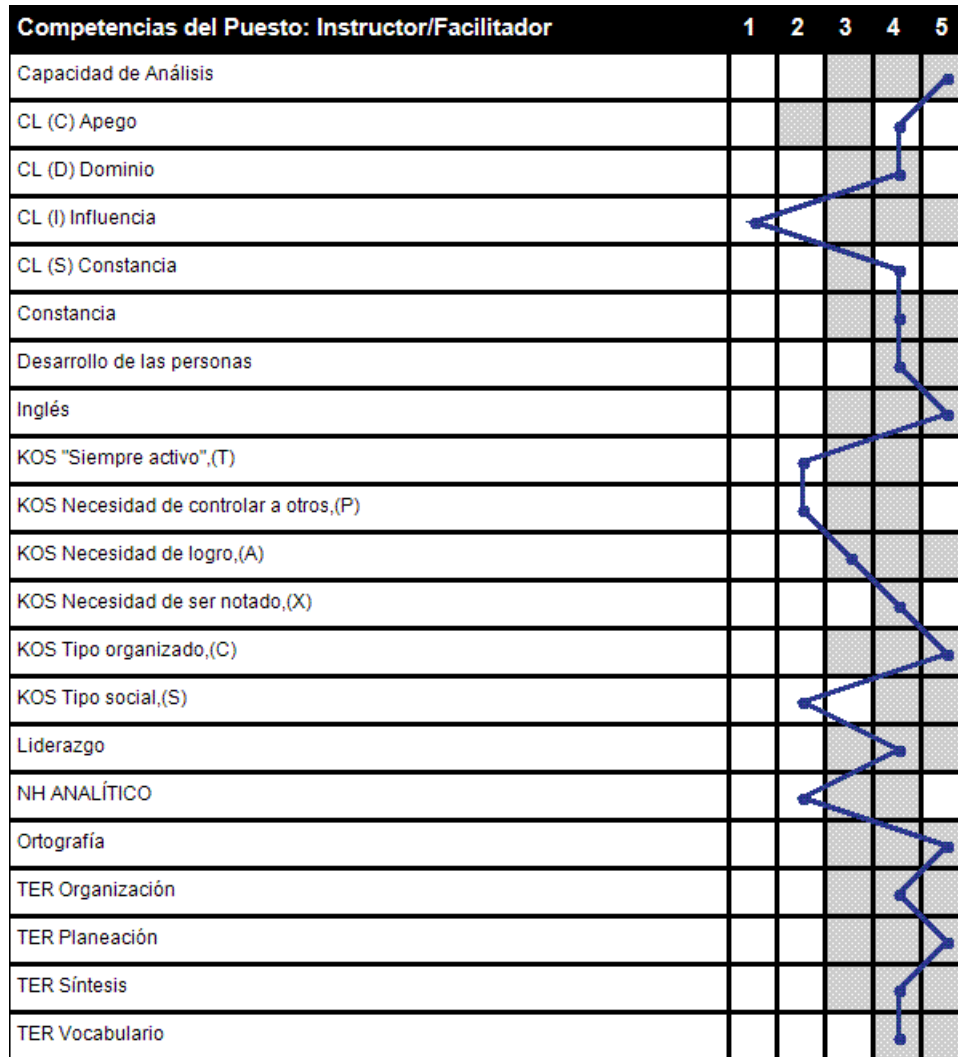 Competencias del Puesto: Instructor/Facilitador 1 2 3 4 5
Capacidad de Análisis
CL (C) Apego
CL (D) Dominio
CL (I) Influencia
CL (S) Constancia
Constancia
Desarrollo de las personas
Inglés
KOS "Siempre activo",(T)
KOS Necesidad de controlar a otros,(P)
KOS Necesidad de logro,(A)
KOS Necesidad de ser notado,(X)
KOS Tipo organizado,(C)
KOS Tipo social,(S)
Liderazgo
NH ANALÍTICO
Ortografía
TER Organización
TER Planeación
TER Síntesis
TER Vocabulario